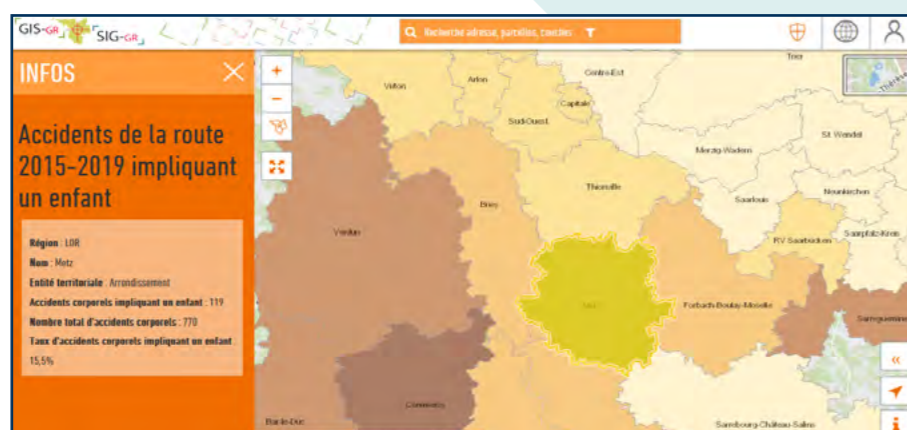 GIS-GR
SIG-GR
Recherche adresse, parcelles, couches
INFOS
Accidents de la route
2015-2019 impliquant
un enfant
Région : LOR
Nom : Metz
Entité territoriale : Arrondissement
Accidents corporels impliquant un enfant : 119
Nombre total d'accidents corporels : 770
Taux d'accidents corporels impliquant un enfant
15,5%
Trier
Centre-Est
Virton
Arlon
Capitale
Sud-Ouest
St. Wendel
Merzig-Wadern
Thionville
Neunkirchen
Saarlouis
Briey
Verdun
RV Saarbrücken
Saarpfalz-Kreis
Metz
Forbach-Boulay-Moselle
Sarreguemines
Commercy
Bar-le-Duc
Sarrebourg-Château-Salins